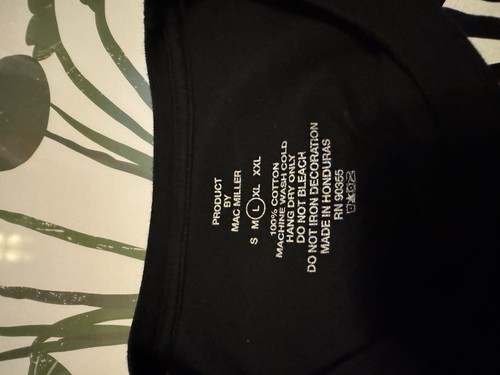 PRODUCT
BY
MAC MILLER
S M L XL XXL
100% COTTON
MACHINE WASH COLD
HANG DRY ONLY
DO NOT BLEACH
DO NOT IRON DECORATION
MADE IN HONDURAS
RN 90355